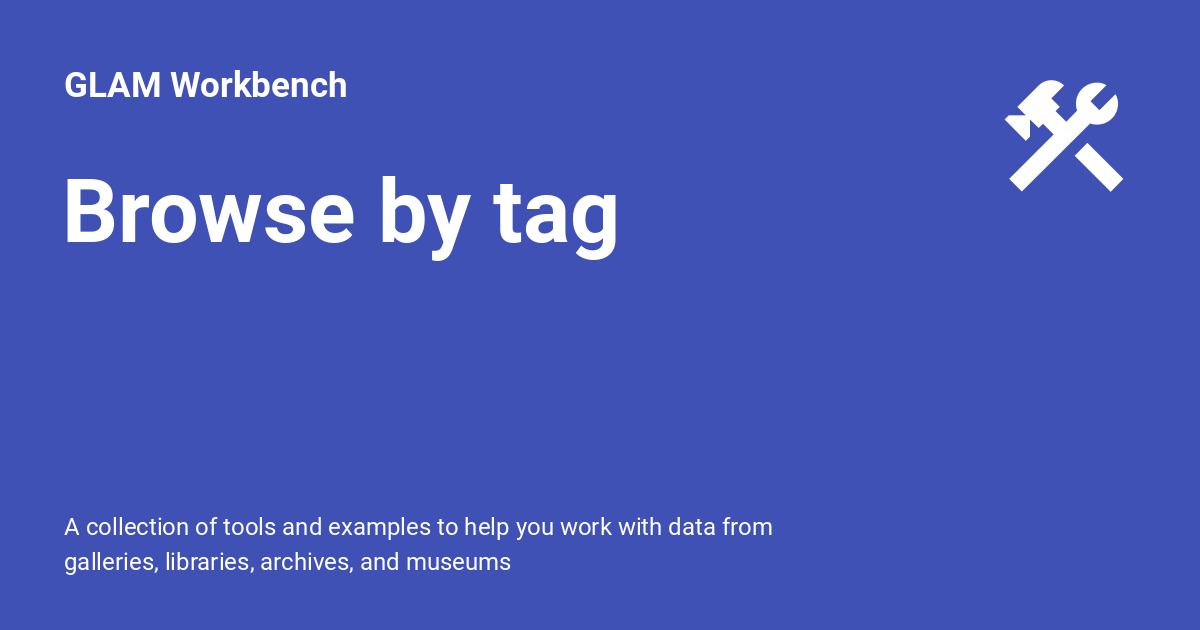 GLAM Workbench
Browse by tag
A collection of tools and examples to help you work with data from
galleries, libraries, archives, and museums